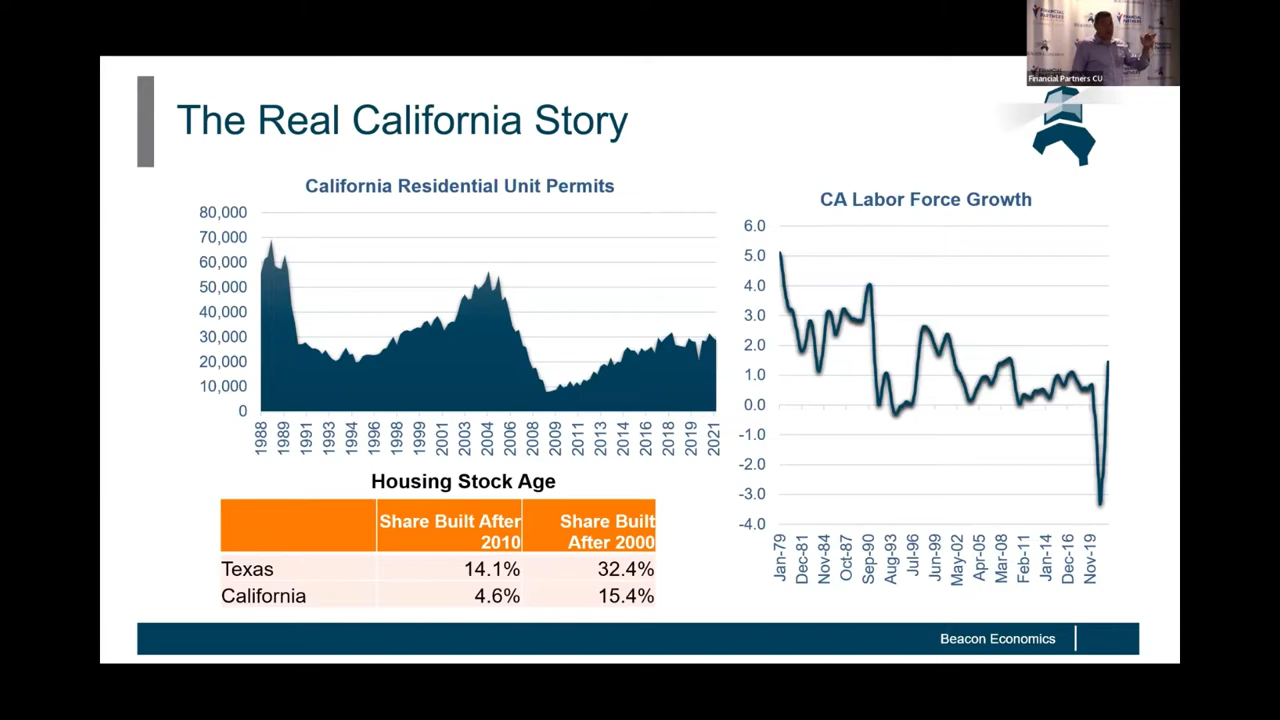 Financial Partners CU
The Real California Story
California Residential Unit Permits
80,000
70,000
60,000
50,000
40,000
30,000
20,000
10,000
0
1988
1989
1991
1993
1994
1996
1998
1999
2001
2003
2004
2006
2008
2009
2011
2013
2014
2016
2018
2019
2021
CA Labor Force Growth
6.0
5.0
4.0
3.0
2.0
1.0
0.0
-1.0
-2.0
-3.0
-4.0
Jan-79
Dec-81
Nov-84
Oct-87
Sep-90
Aug-93
Jul-96
Jun-99
May-02
Apr-05
Mar-08
Feb-11
Jan-14
Dec-16
Nov-19
Housing Stock Age
Share Built After 2010
Share Built After 2000
Texas 14.1% 32.4%
California 4.6% 15.4%
Beacon Economics